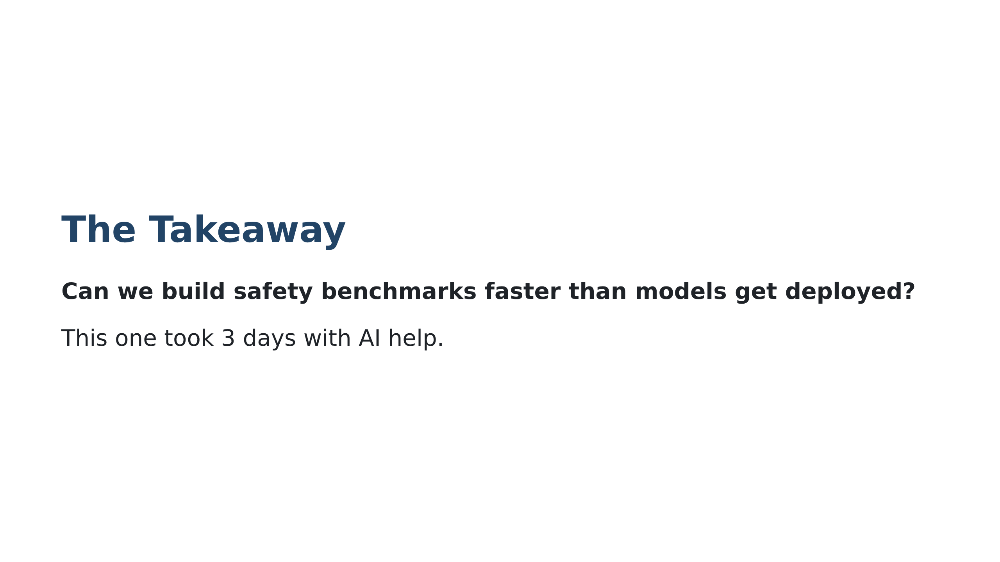 The Takeaway
Can we build safety benchmarks faster than models get deployed?
This one took 3 days with AI help.